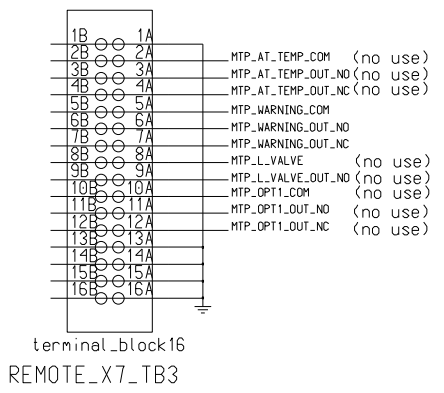 1B 1A
2B 2A MTP_AT_TEMP_COM (no use)
3B 3A MTP_AT_TEMP_OUT_NO (no use)
4B 4A MTP_AT_TEMP_OUT_NC (no use)
5B 5A MTP_WARNING_COM
6B 6A MTP_WARNING_OUT_NO
7B 7A MTP_WARNING_OUT_NC
8B 8A MTP_L_VALVE (no use)
9B 9A MTP_L_VALVE_OUT_NO (no use)
10B 10A MTP_OPT1_COM (no use)
11B 11A MTP_OPT1_OUT_NO (no use)
12B 12A MTP_OPT1_OUT_NC (no use)
13B 13A
14B 14A
15B 15A
16B 16A
terminal_block16
REMOTE_X7_TB3